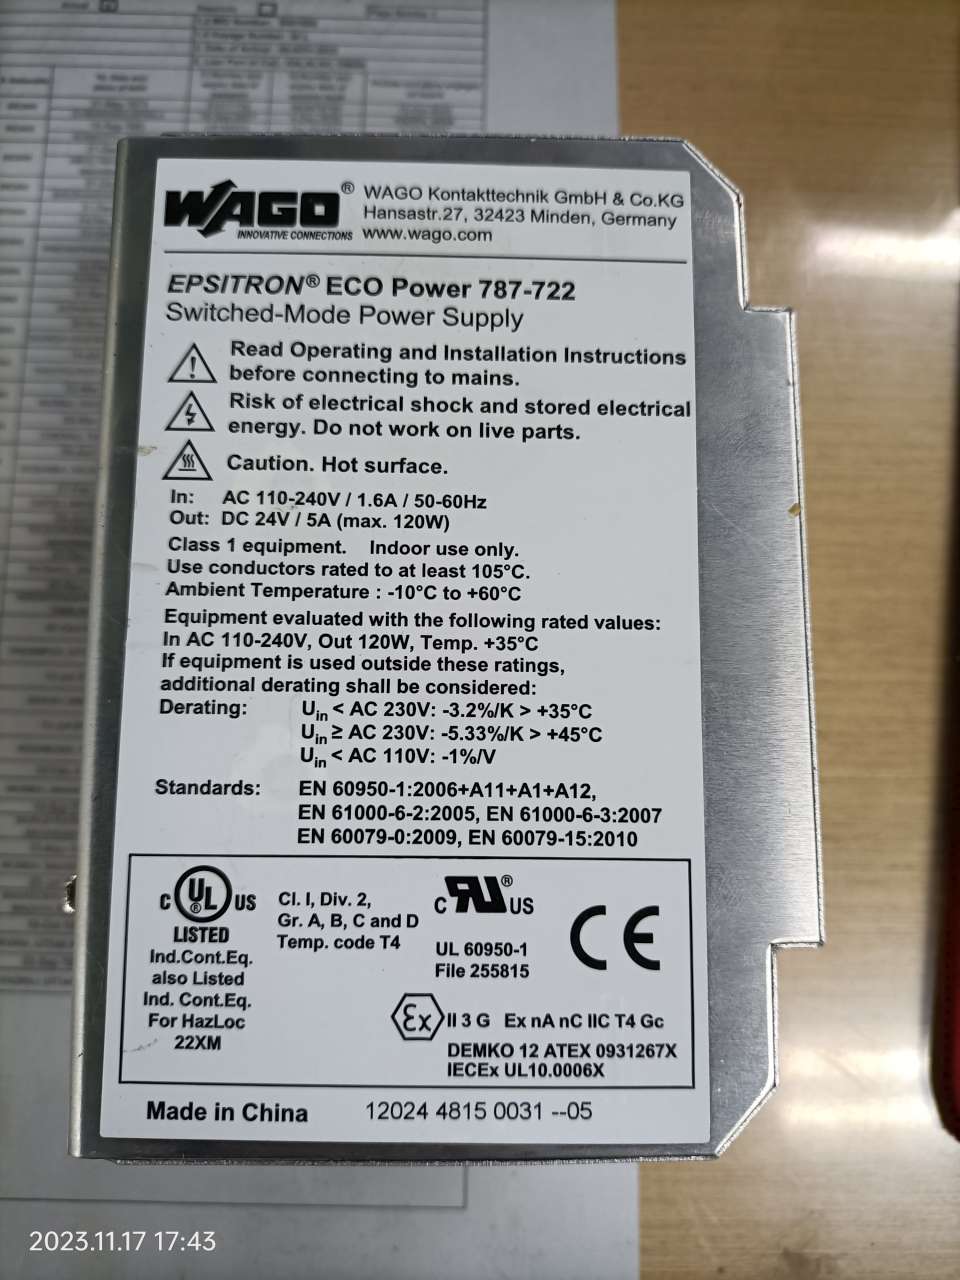 WAGO® WAGO Kontakttechnik GmbH & Co.KG
INNOVATIVE CONNECTIONS Hansastr.27, 32423 Minden, Germany
www.wago.com
EPSITRON® ECO Power 787-722
Switched-Mode Power Supply
Read Operating and Installation Instructions
before connecting to mains.
Risk of electrical shock and stored electrical
energy. Do not work on live parts.
Caution. Hot surface.
In: AC 110-240V / 1.6A / 50-60Hz
Out: DC 24V / 5A (max. 120W)
Class 1 equipment. Indoor use only.
Use conductors rated to at least 105°C.
Ambient Temperature : -10°C to +60°C
Equipment evaluated with the following rated values:
In AC 110-240V, Out 120W, Temp. +35°C
If equipment is used outside these ratings,
additional derating shall be considered:
Derating: Uin < AC 230V: -3.2%/K > +35°C
Uin ≥ AC 230V: -5.33%/K > +45°C
Uin < AC 110V: -1%/V
Standards: EN 60950-1:2006+A11+A1+A12,
EN 61000-6-2:2005, EN 61000-6-3:2007
EN 60079-0:2009, EN 60079-15:2010
C UL® US
LISTED
Ind.Cont.Eq.
also Listed
Ind. Cont.Eq.
For HazLoc
22XM
Cl. I, Div. 2,
Gr. A, B, C and D
Temp. code T4
C RU® US
UL 60950-1
File 255815
CE
Ex II 3 G Ex nA nC IIC T4 Gc
DEMKO 12 ATEX 0931267X
IECEx UL10.0006X
Made in China 12024 4815 0031 --05
2023.11.17 17:43